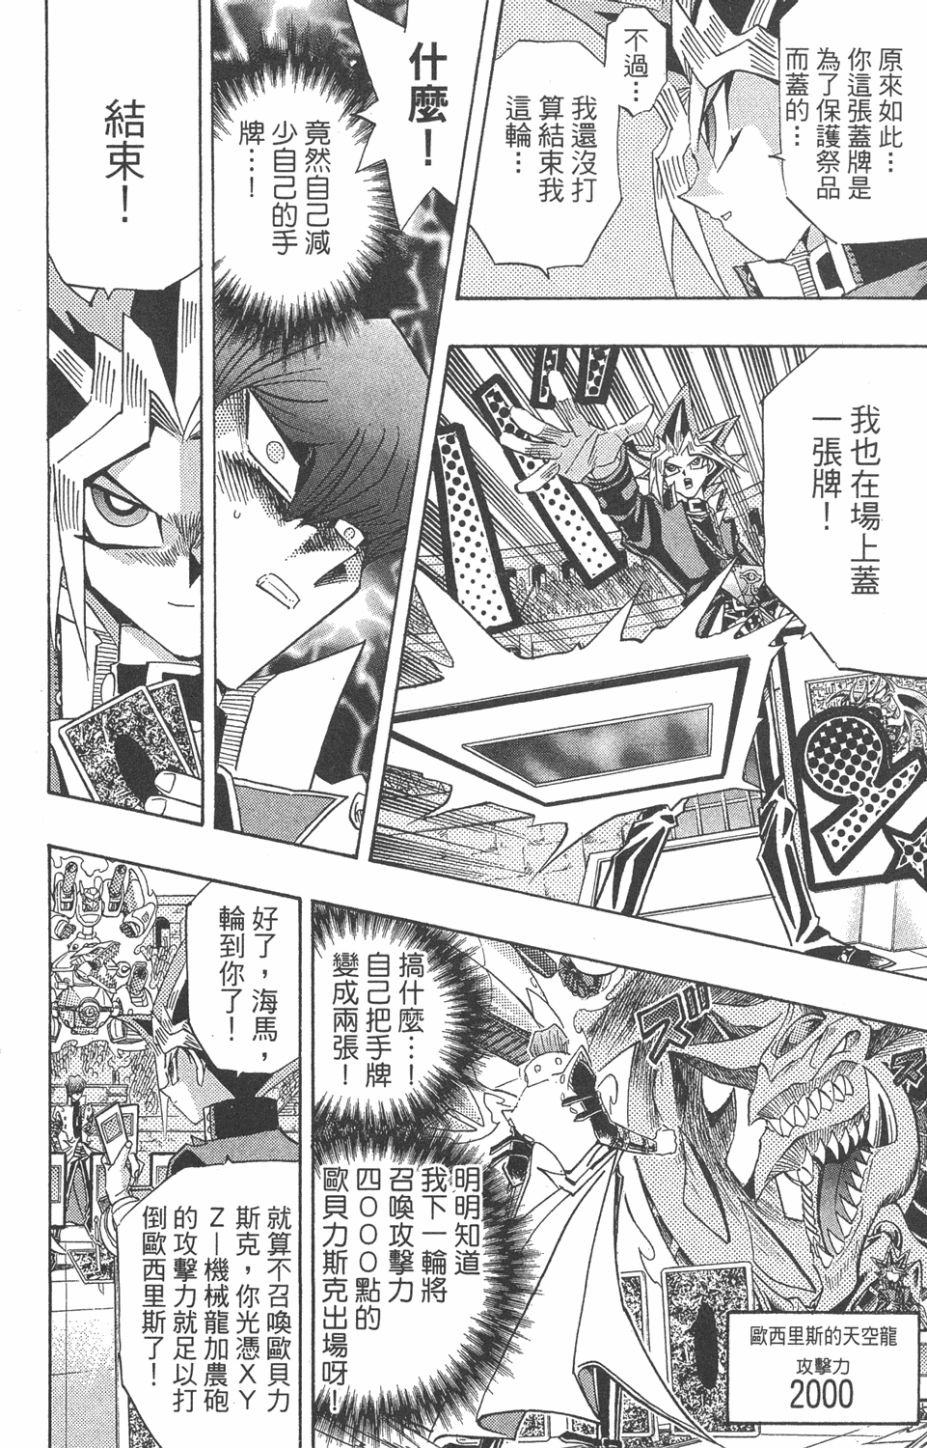 原來如此…
你這張蓋牌是
為了保護祭品
而蓋的…
不過…
我還沒打
算結束我
這輪…
我也在場上蓋
一張牌！
什麼！
竟然自己減
少自己的手
牌…！
結束！
搞什麼…！
自己把手牌
變成兩張！
明明知道
我下一輪將
召喚攻擊力
四０００點的
歐貝力斯克出場呀！
歐西里斯的天空龍
攻擊力
2000
好了，海馬，
輪到你了！
就算不召喚歐貝力
斯克，你光憑ＸＹ
Ｚ—機械龍加農砲
的攻擊力就足以打
倒歐西里斯了！